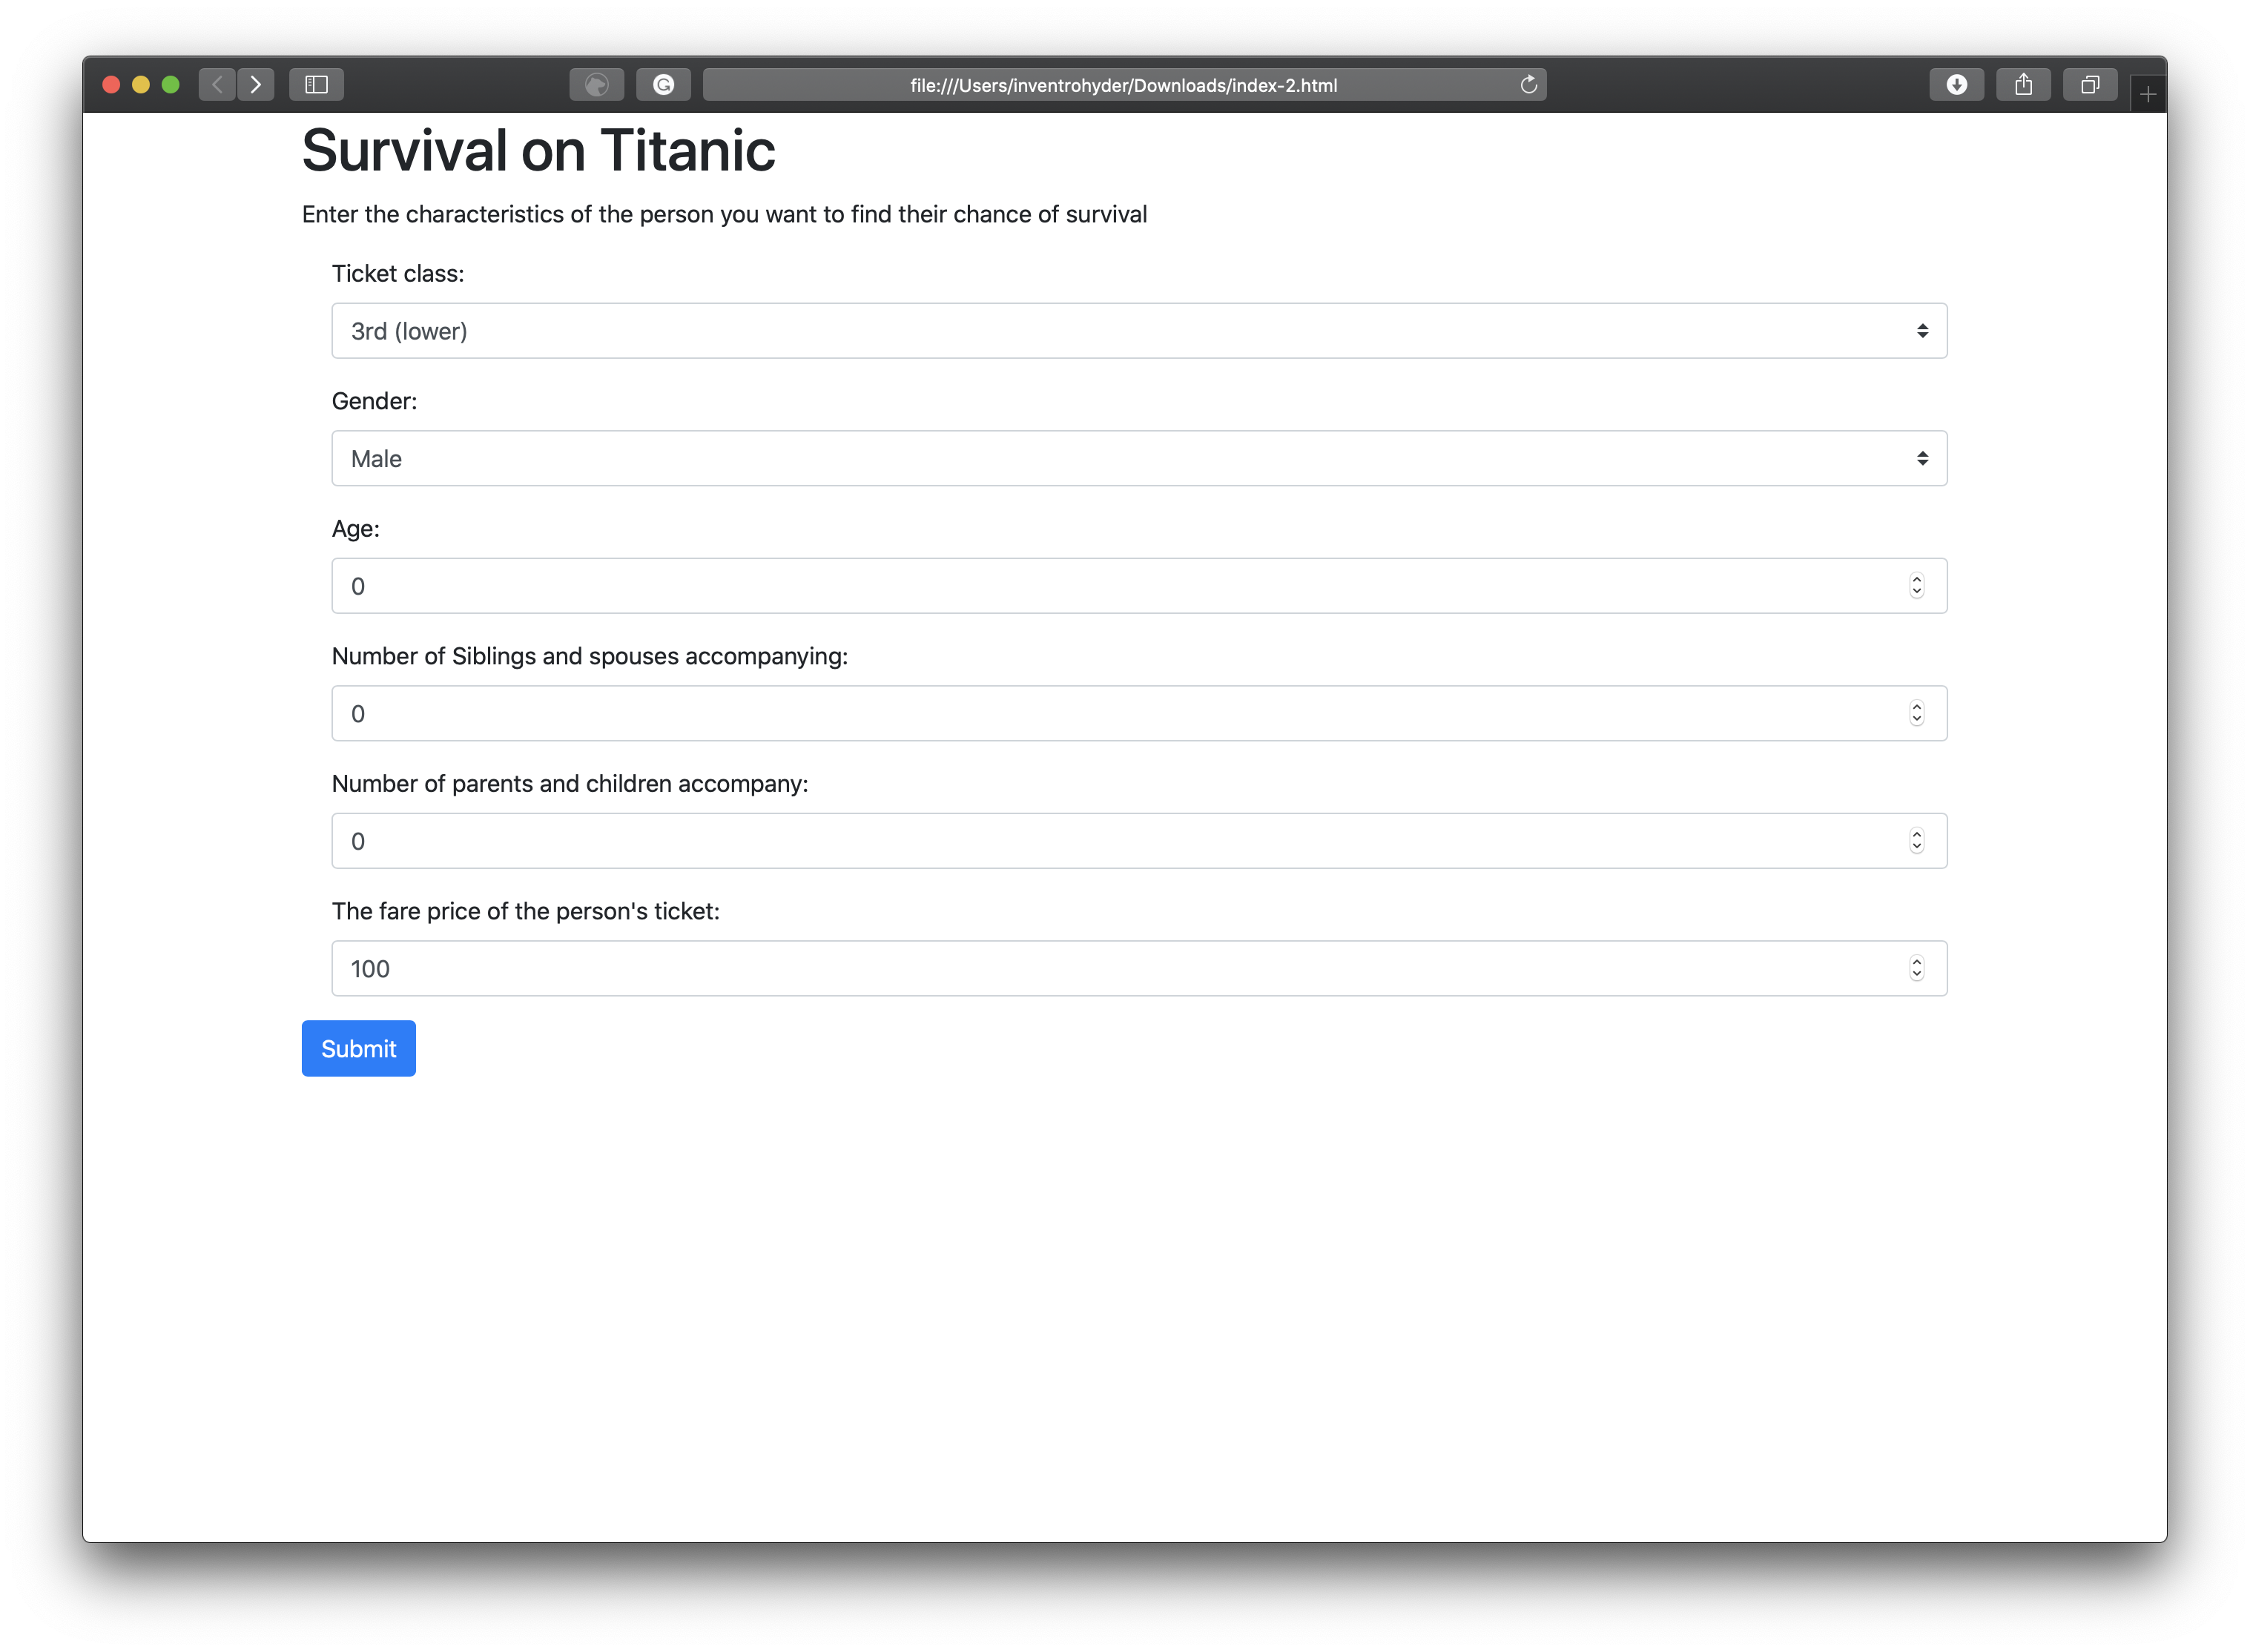 file:///Users/inventrohyder/Downloads/index-2.html
Survival on Titanic
Enter the characteristics of the person you want to find their chance of survival
Ticket class:
3rd (lower)
Gender:
Male
Age:
0
Number of Siblings and spouses accompanying:
0
Number of parents and children accompany:
0
The fare price of the person's ticket:
100
Submit